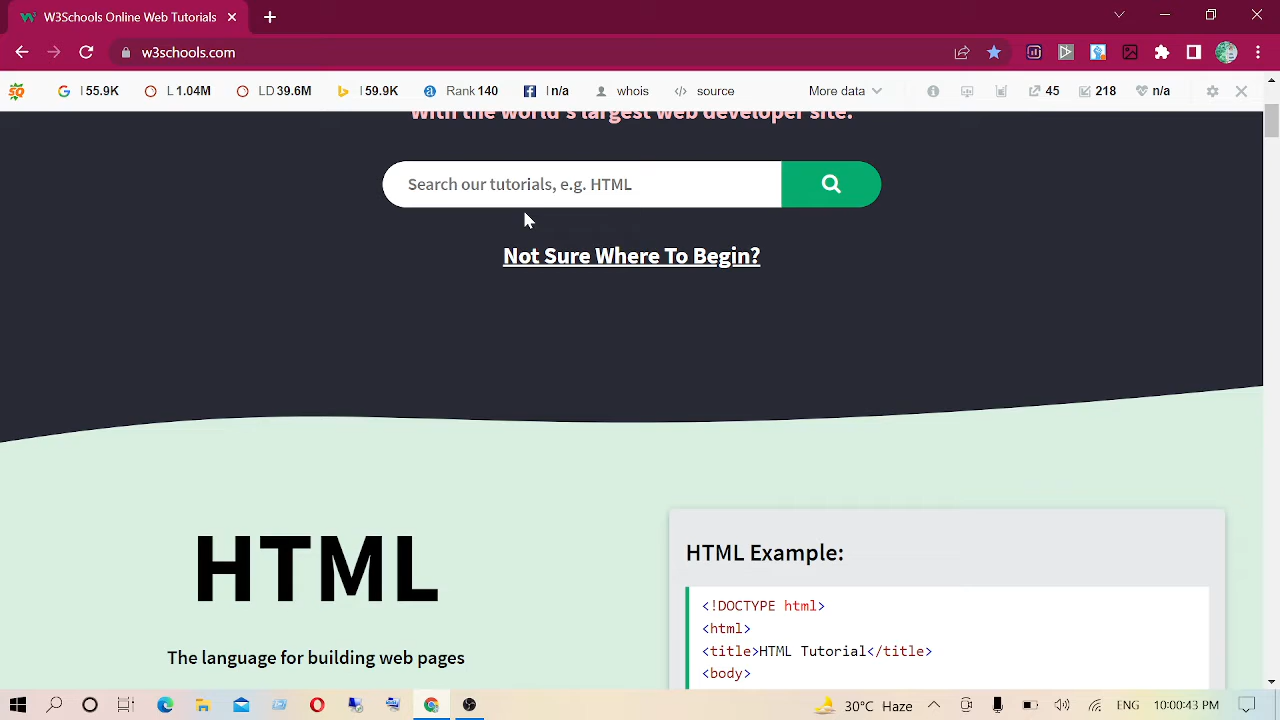 W3Schools Online Web Tutorials
w3schools.com
SQ I 55.9K L 1.04M LD 39.6M I 59.9K Rank 140 I n/a whois source More data 45 218 n/a
With the world's largest web developer site.
Search our tutorials, e.g. HTML
Not Sure Where To Begin?
HTML
The language for building web pages
HTML Example:
<!DOCTYPE html>
<html>
<title>HTML Tutorial</title>
<body>
30°C Haze ENG 10:00:43 PM